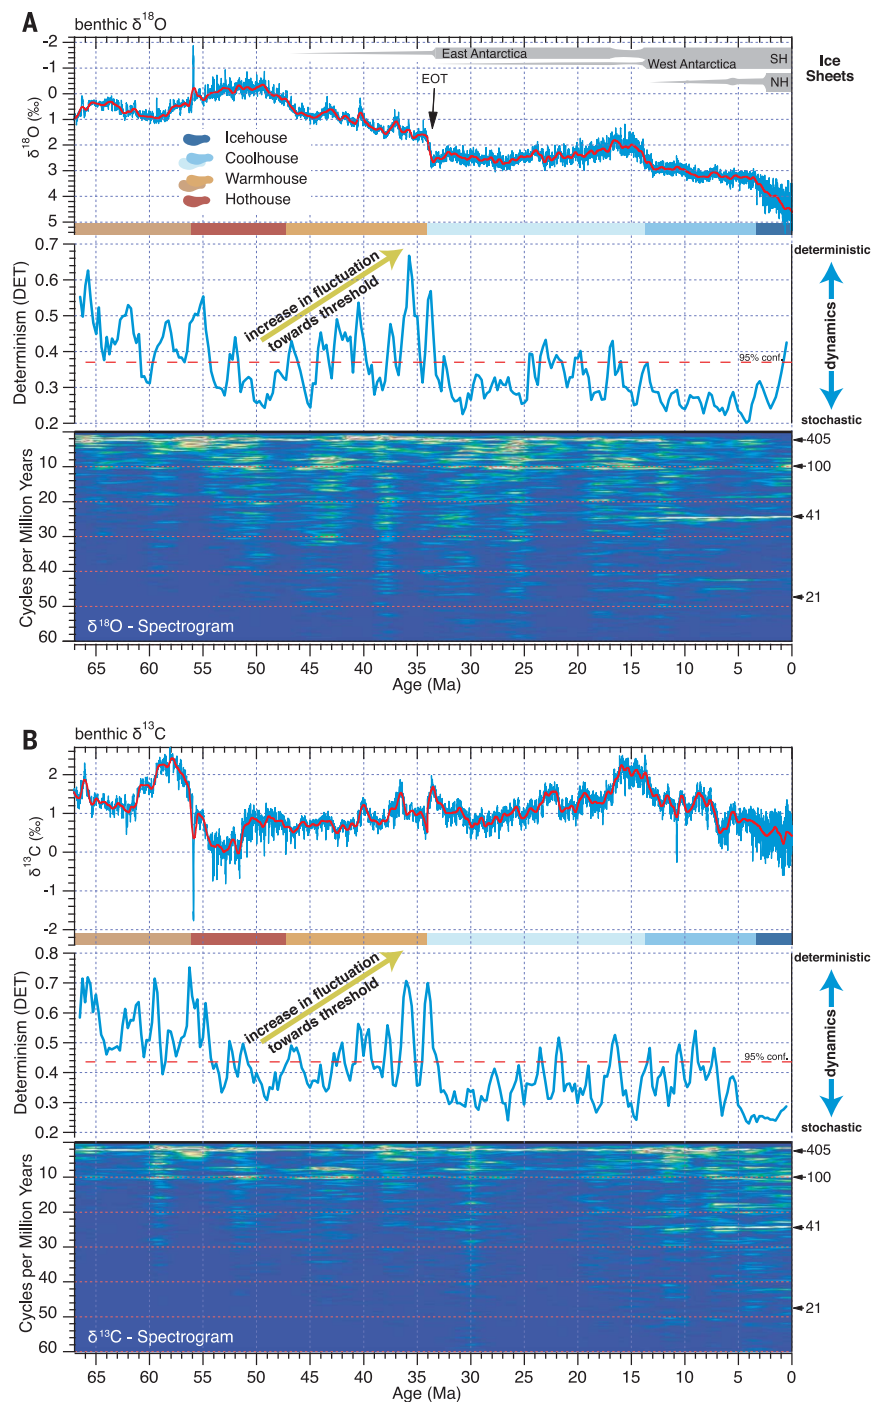 A
benthic δ18O
-2
-1
0
1
2
3
4
5
δ18O (‰)
East Antarctica
West Antarctica
SH
NH
Ice
Sheets
EOT
Icehouse
Coolhouse
Warmhouse
Hothouse
0.7
0.6
0.5
0.4
0.3
0.2
Determinism (DET)
increase in fluctuation
towards threshold
95% conf.
deterministic
dynamics
stochastic
10
20
30
40
50
60
Cycles per Million Years
405
100
41
21
δ18O - Spectrogram
65 60 55 50 45 40 35 30 25 20 15 10 5 0
Age (Ma)
B
benthic δ13C
2
1
0
-1
-2
δ13C (‰)
0.8
0.7
0.6
0.5
0.4
0.3
0.2
Determinism (DET)
increase in fluctuation
towards threshold
95% conf.
deterministic
dynamics
stochastic
10
20
30
40
50
60
Cycles per Million Years
405
100
41
21
δ13C - Spectrogram
65 60 55 50 45 40 35 30 25 20 15 10 5 0
Age (Ma)